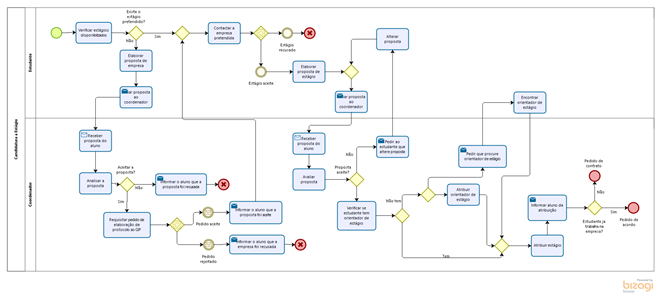 Candidatura a Estágio
Estudante
Verificar estágios
disponibilizados
Existe o
estágio
pretendido?
Não
Sim
Elaborar
proposta de
empresa
proposta ao
coordenador
Contactar a
empresa
pretendida
Estágio
recusado
Estágio aceite
Elaborar
proposta de
estágio
Alterar
proposta
proposta
ao
coordenador
Encontrar
orientador de
estágio
Coordenador
Receber
proposta do
aluno
Analisar a
proposta
Aceitar a
proposta?
Não
Sim
Informar o aluno que a
proposta foi recusada
Requisitar pedido de
elaboração de
protocolo ao GIP
Pedido aceite
Informar o aluno que a
proposta foi aceite
Pedido
rejeitado
Informar o aluno que a
empresa foi recusada
Receber
proposta do
aluno
Avaliar
proposta
Proposta
aceite?
Não
Sim
Pedir ao
estudante que
altere proposta
Verificar se
estudante tem
orientador de
estágio
Não tem
Tem
Pedir que procure
orientador de estágio
Atribuir
orientador de
estágio
Atribuir estágio
Informar aluno da
atribuição
Pedido de
contrato
Não
Sim
Estudante já
trabalha na
empresa?
Pedido de
acordo
Powered by
bizagi
Modeler